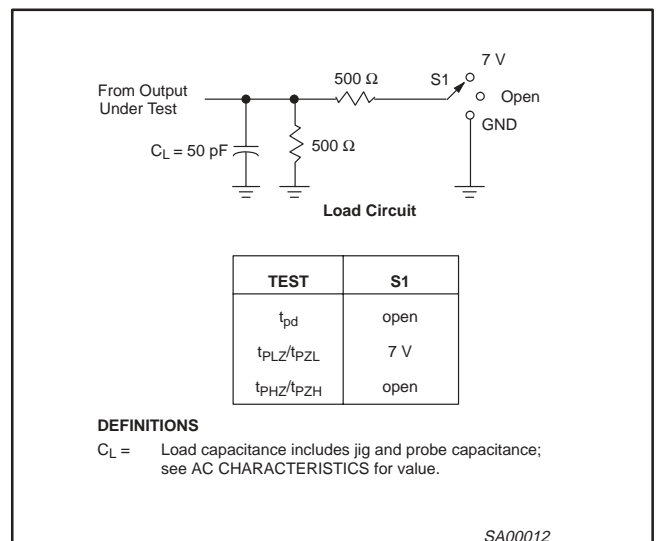 7 V
500 Ω
S1
From Output
Under Test
Open
GND
C_L = 50 pF
500 Ω
Load Circuit
TEST S1
t_pd open
t_PLZ/t_PZL 7 V
t_PHZ/t_PZH open
DEFINITIONS
C_L = Load capacitance includes jig and probe capacitance;
see AC CHARACTERISTICS for value.
SA00012